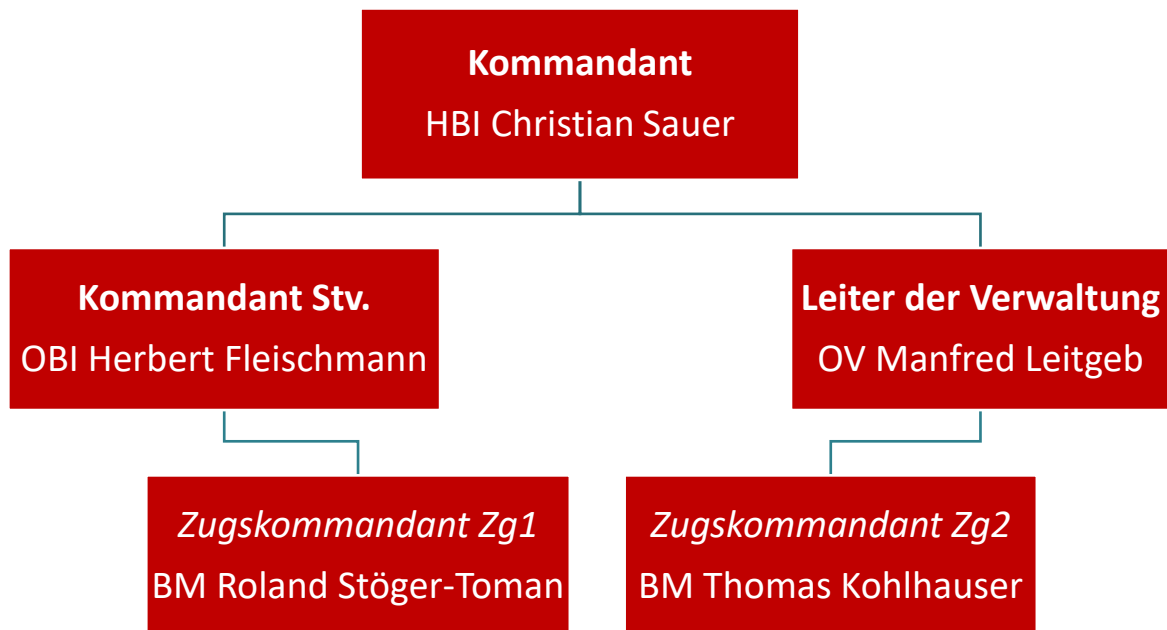 Kommandant
HBI Christian Sauer
Kommandant Stv.
OBI Herbert Fleischmann
Leiter der Verwaltung
OV Manfred Leitgeb
Zugskommandant Zg1
BM Roland Stöger-Toman
Zugskommandant Zg2
BM Thomas Kohlhauser